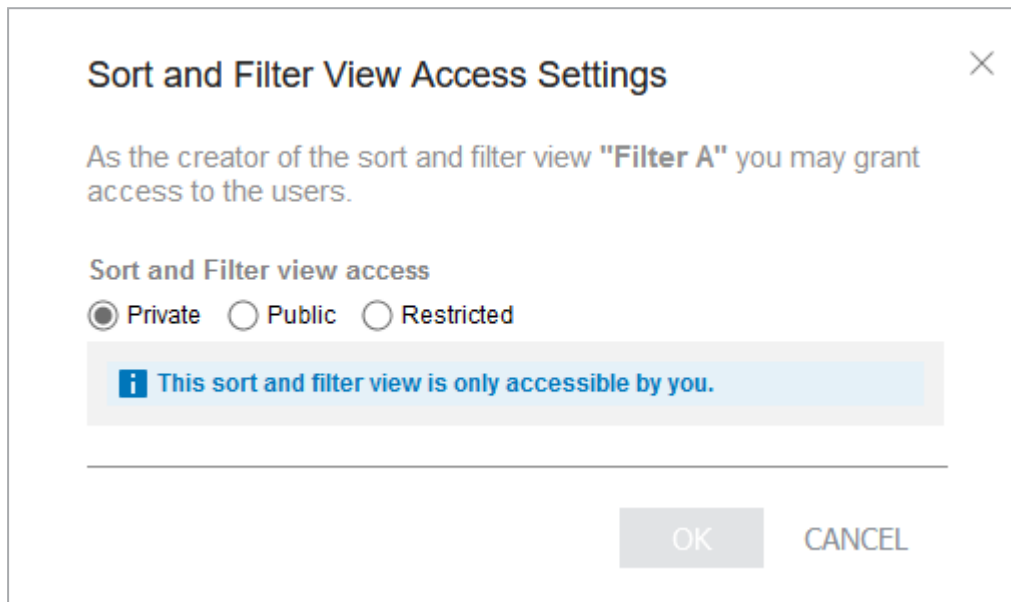 Sort and Filter View Access Settings
As the creator of the sort and filter view "Filter A" you may grant
access to the users.
Sort and Filter view access
Private Public Restricted
i This sort and filter view is only accessible by you.
OK CANCEL